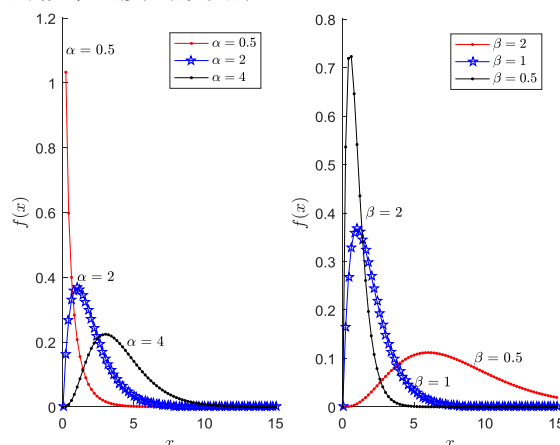 1.2
1
0.8
0.6
0.4
0.2
0
0
5
10
15
f(x)
x
α = 0.5
α = 2
α = 4
α = 0.5
α = 2
α = 4
0.8
0.7
0.6
0.5
0.4
0.3
0.2
0.1
0
0
5
10
15
f(x)
x
β = 2
β = 1
β = 0.5
β = 2
β = 1
β = 0.5